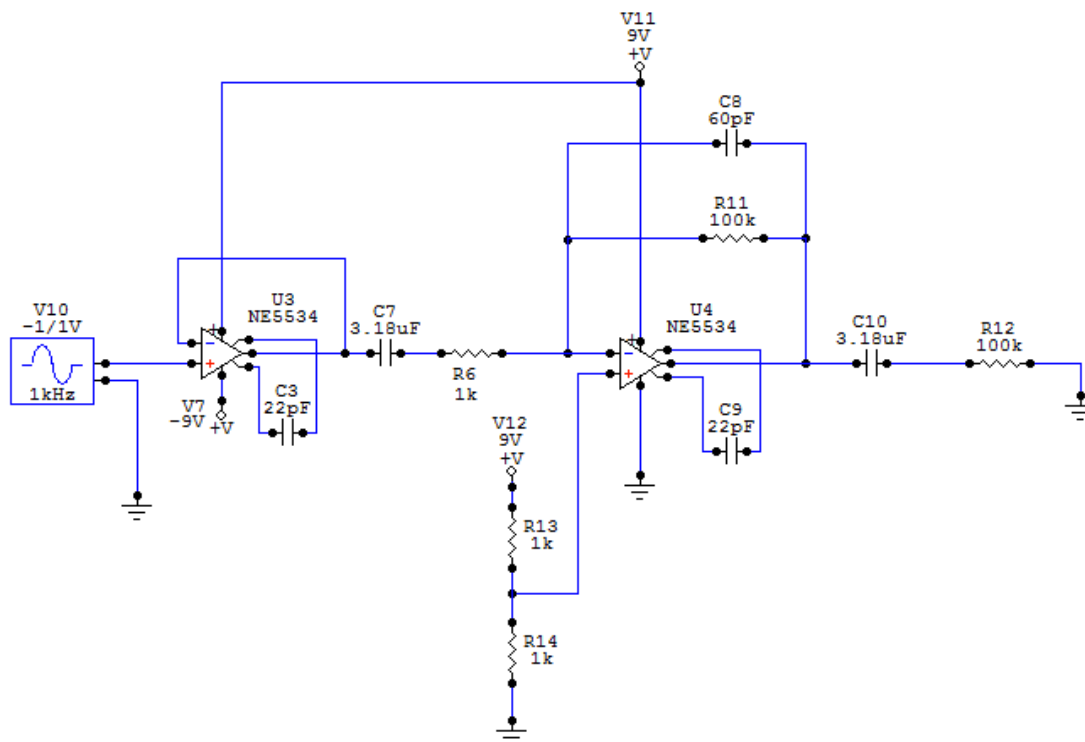 V11
9V
+V
C8
60pF
R11
100k
V10
-1/1V
1kHz
U3
NE5534
C7
3.18uF
R6
1k
V7
-9V
+V
C3
22pF
U4
NE5534
C10
3.18uF
R12
100k
C9
22pF
V12
9V
+V
R13
1k
R14
1k